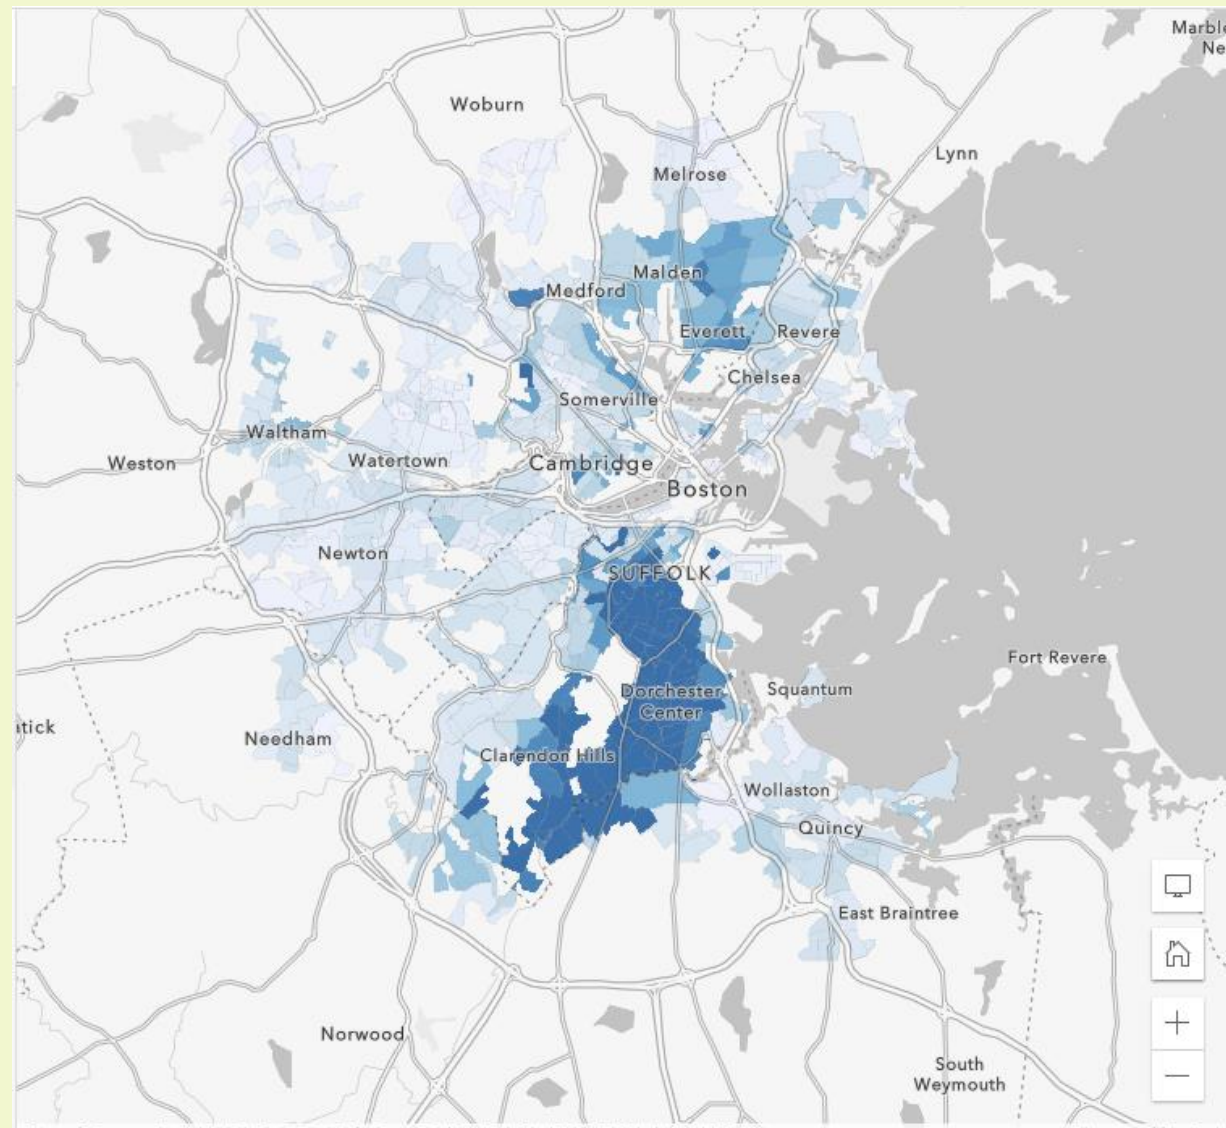 Marble
Ne
Woburn
Lynn
Melrose
Malden
Medford
Everett
Revere
Chelsea
Somerville
Waltham
Weston
Watertown
Cambridge
Boston
Newton
SUFFOLK
Fort Revere
Dorchester
Center
Squantum
atick
Needham
Clarendon Hills
Wollaston
Quincy
East Braintree
Norwood
South
Weymouth